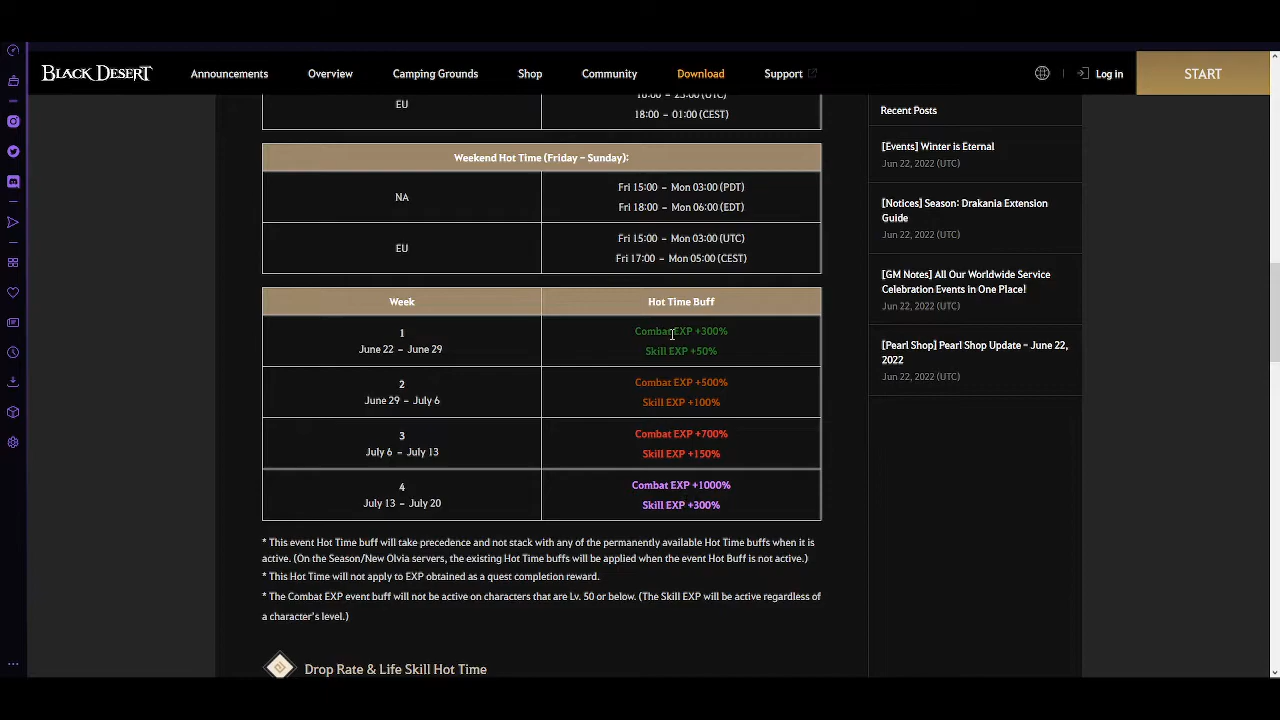 BLACK DESERT
Announcements
Overview
Camping Grounds
Shop
Community
Download
Support
Log in
START
EU
18:00 – 01:00 (CEST)
Weekend Hot Time (Friday – Sunday):
NA
Fri 15:00 – Mon 03:00 (PDT)
Fri 18:00 – Mon 06:00 (EDT)
EU
Fri 15:00 – Mon 03:00 (UTC)
Fri 17:00 – Mon 05:00 (CEST)
Week
Hot Time Buff
1
June 22 – June 29
Combat EXP +300%
Skill EXP +50%
2
June 29 – July 6
Combat EXP +500%
Skill EXP +100%
3
July 6 – July 13
Combat EXP +700%
Skill EXP +150%
4
July 13 – July 20
Combat EXP +1000%
Skill EXP +300%
* This event Hot Time buff will take precedence and not stack with any of the permanently available Hot Time buffs when it is
active. (On the Season/New Olvia servers, the existing Hot Time buffs will be applied when the event Hot Buff is not active.)
* This Hot Time will not apply to EXP obtained as a quest completion reward.
* The Combat EXP event buff will not be active on characters that are Lv. 50 or below. (The Skill EXP will be active regardless of
a character's level.)
Drop Rate & Life Skill Hot Time
Recent Posts
[Events] Winter is Eternal
Jun 22, 2022 (UTC)
[Notices] Season: Drakania Extension
Guide
Jun 22, 2022 (UTC)
[GM Notes] All Our Worldwide Service
Celebration Events in One Place!
Jun 22, 2022 (UTC)
[Pearl Shop] Pearl Shop Update – June 22,
2022
Jun 22, 2022 (UTC)